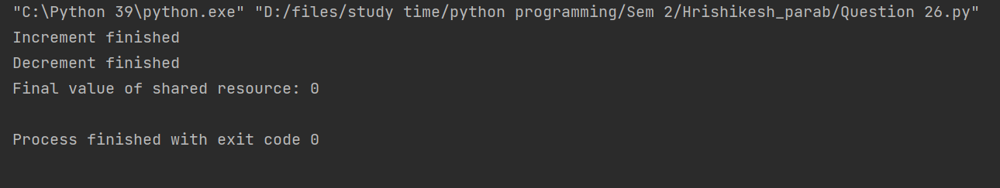 "C:\Python 39\python.exe" "D:/files/study time/python programming/Sem 2/Hrishikesh_parab/Question 26.py"
Increment finished
Decrement finished
Final value of shared resource: 0
Process finished with exit code 0